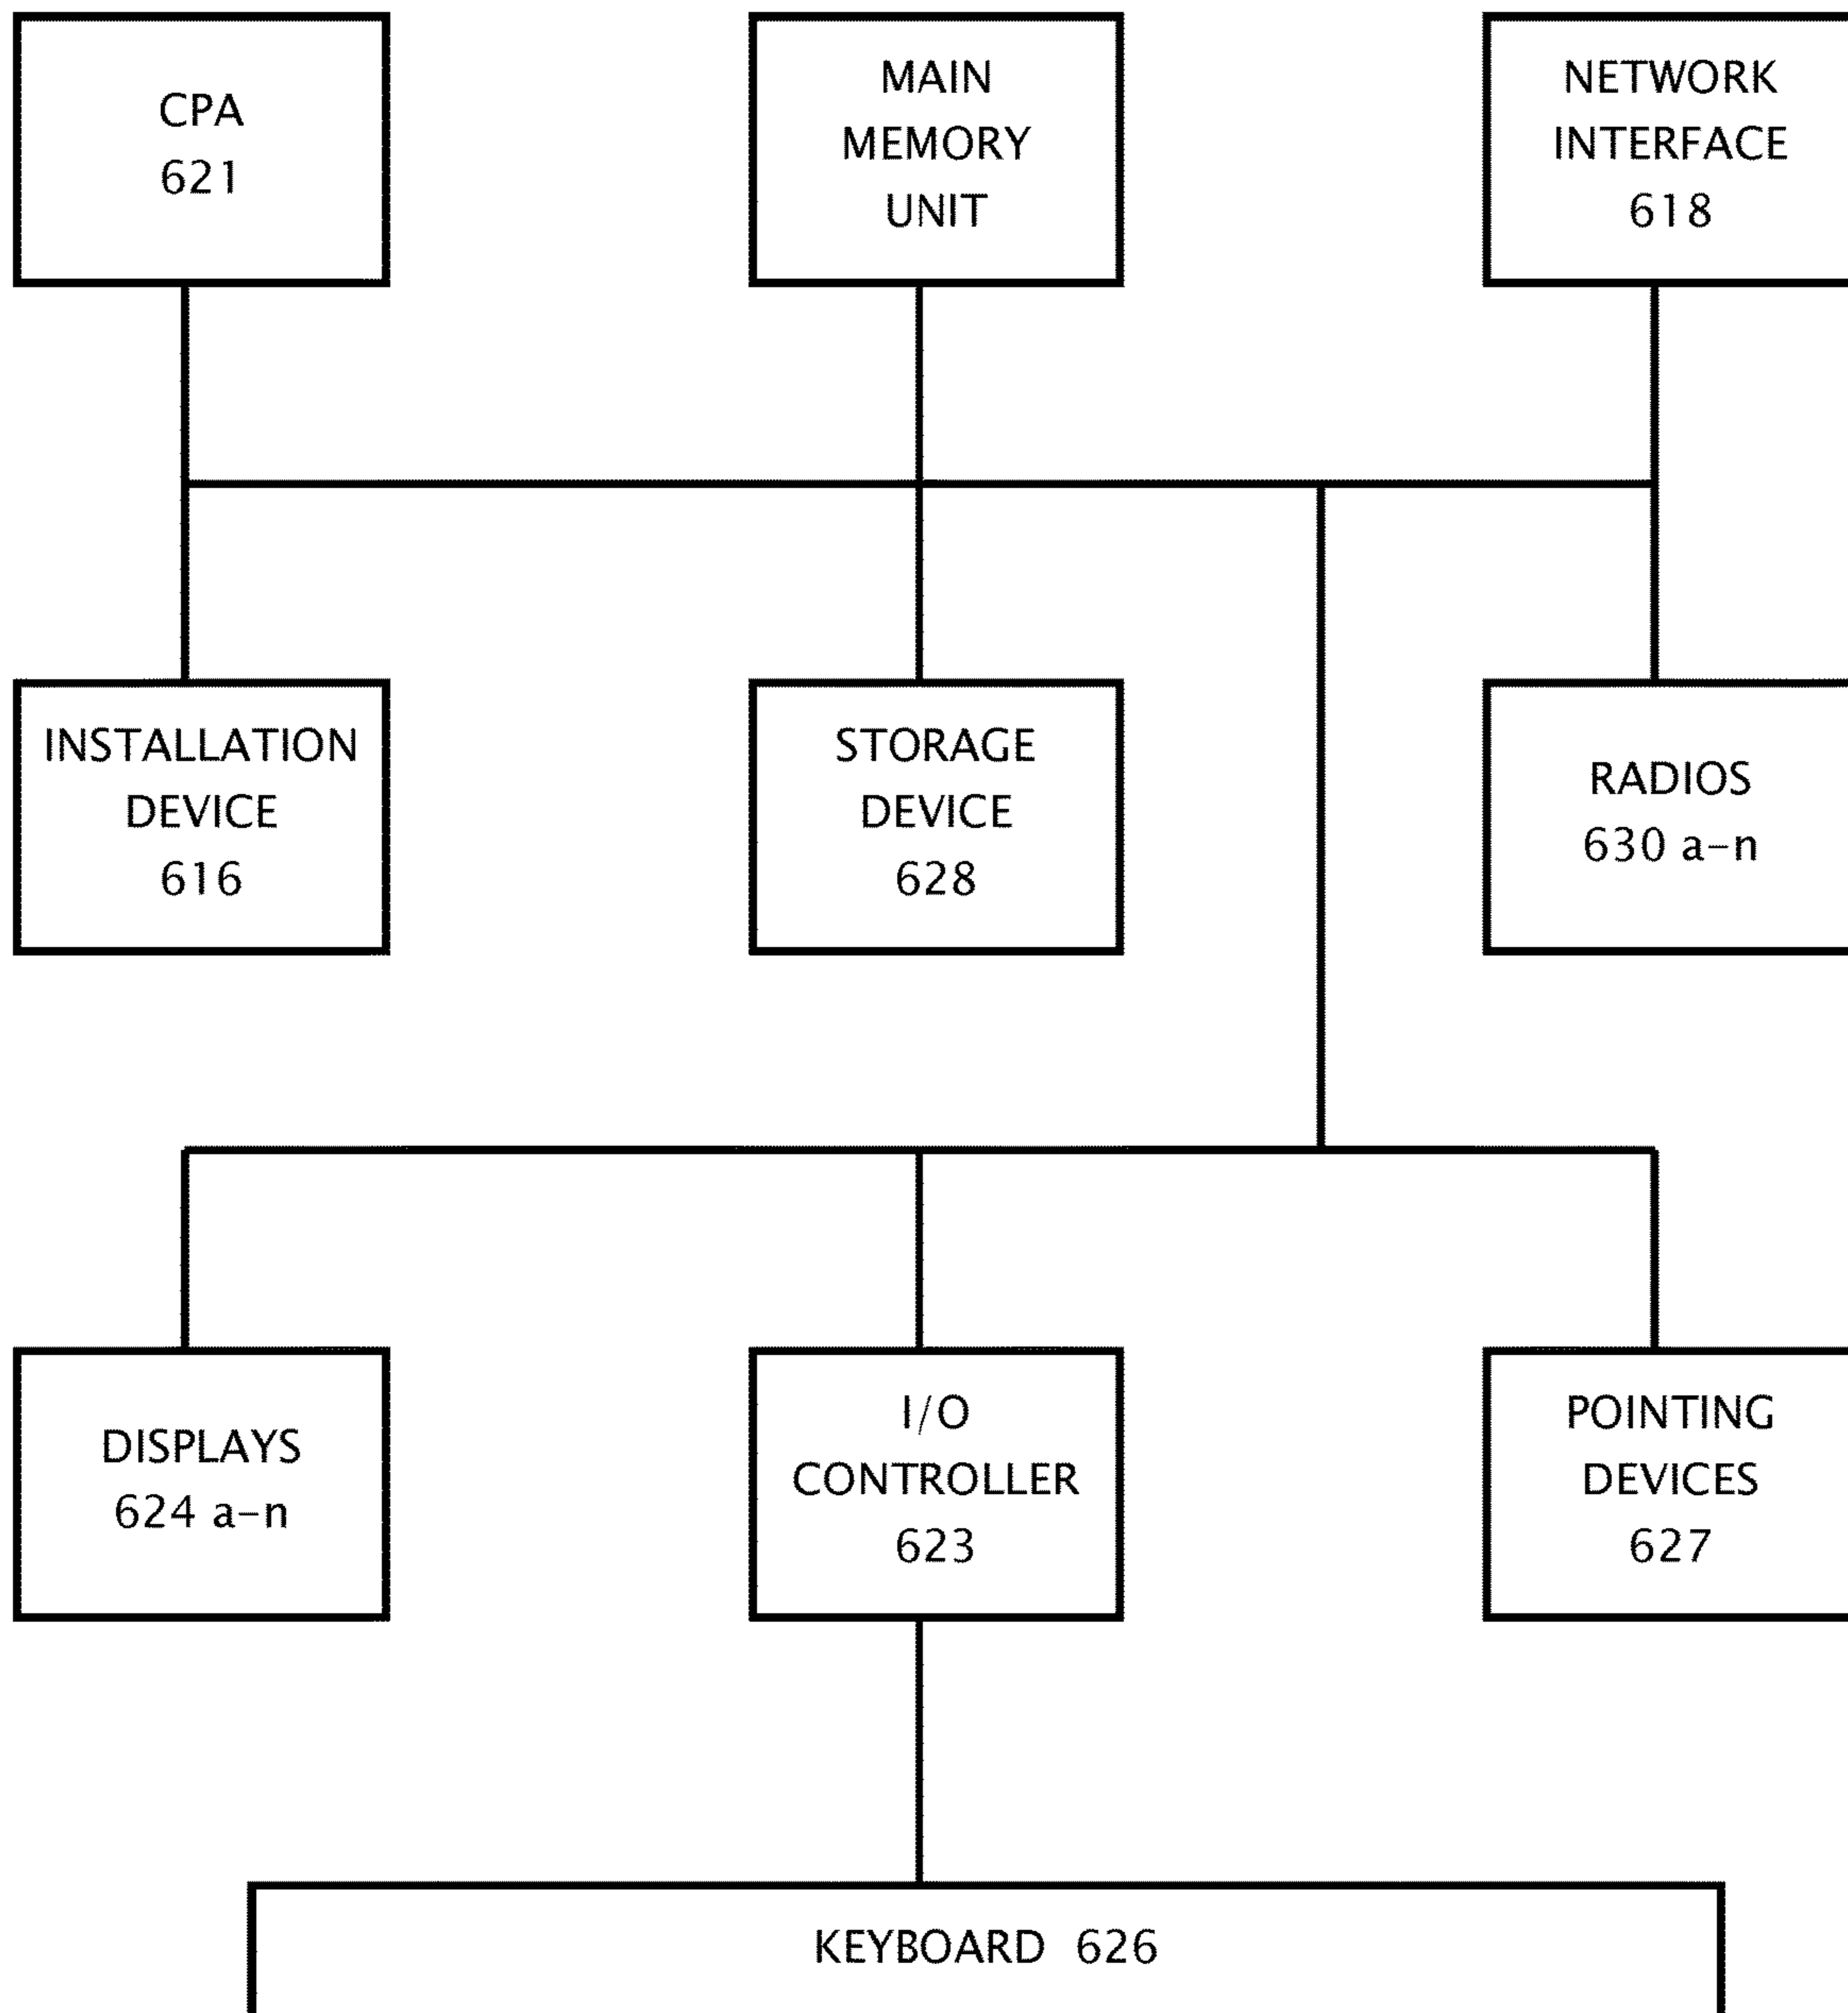 CPA
621
MAIN
MEMORY
UNIT
NETWORK
INTERFACE
618
INSTALLATION
DEVICE
616
STORAGE
DEVICE
628
RADIOS
630 a-n
DISPLAYS
624 a-n
I/O
CONTROLLER
623
POINTING
DEVICES
627
KEYBOARD 626